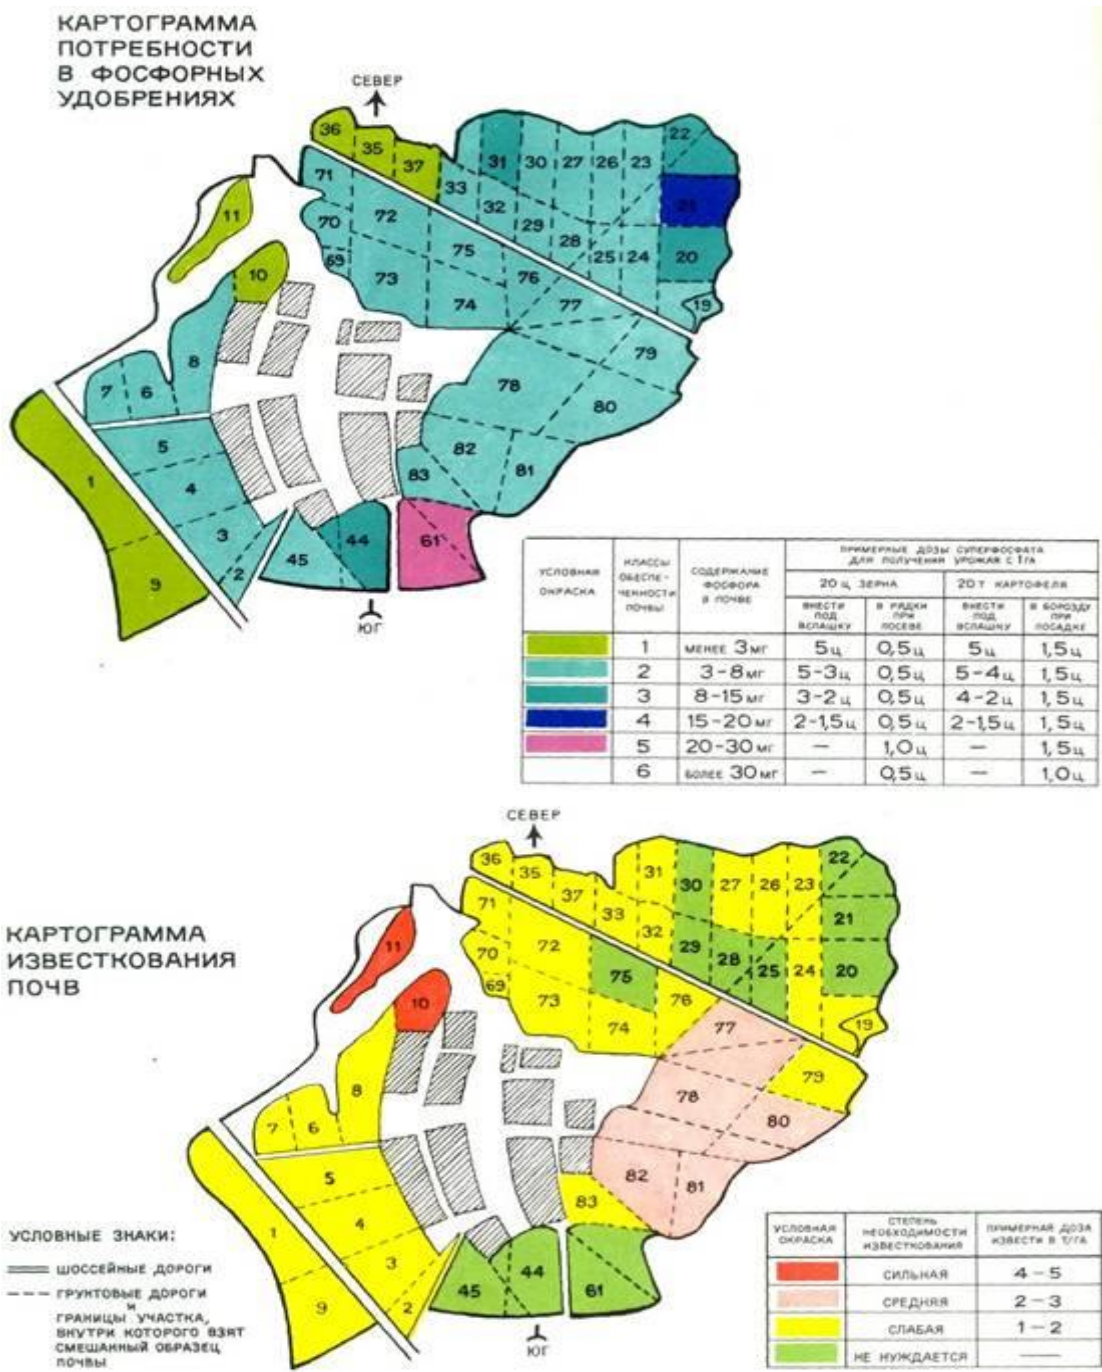 КАРТОГРАММА
ПОТРЕБНОСТИ
В ФОСФОРНЫХ
УДОБРЕНИЯХ
СЕВЕР
36
35
37
71
33
31
30
27
26
23
22
32
29
28
25
24
21
20
19
11
10
70
69
72
73
75
74
76
77
79
78
80
82
81
83
8
7
6
5
4
3
2
1
9
45
44
61
ЮГ
УСЛОВНАЯ ОКРАСКА
КЛАССЫ ОБЕСПЕ- ЧЕННОСТИ ПОЧВЫ
СОДЕРЖАНИЕ ФОСФОРА В ПОЧВЕ
ПРИМЕРНЫЕ ДОЗЫ СУПЕРФОСФАТА
ДЛЯ ПОЛУЧЕНИЯ УРОЖАЯ С 1 ГА
20 Ц ЗЕРНА 20 Т КАРТОФЕЛЯ
ВНЕСТИ ПОД ВСПАШКУ
В РЯДКИ ПРИ ПОСЕВЕ
ВНЕСТИ ПОД ВСПАШКУ
В БОРОЗДУ ПРИ ПОСАДКЕ
1 МЕНЕЕ 3 МГ 5 Ц 0,5 Ц 5 Ц 1,5 Ц
2 3-8 МГ 5-3 Ц 0,5 Ц 5-4 Ц 1,5 Ц
3 8-15 МГ 3-2 Ц 0,5 Ц 4-2 Ц 1,5 Ц
4 15-20 МГ 2-1,5 Ц 0,5 Ц 2-1,5 Ц 1,5 Ц
5 20-30 МГ — 1,0 Ц — 1,5 Ц
6 БОЛЕЕ 30 МГ — 0,5 Ц — 1,0 Ц
КАРТОГРАММА
ИЗВЕСТКОВАНИЯ
ПОЧВ
СЕВЕР
36
35
37
71
33
31
30
27
26
23
22
32
29
28
25
24
21
20
19
11
10
70
69
72
73
75
74
76
77
79
78
80
82
81
83
8
7
6
5
4
3
2
1
9
45
44
61
ЮГ
УСЛОВНЫЕ ЗНАКИ:
ШОССЕЙНЫЕ ДОРОГИ
ГРУНТОВЫЕ ДОРОГИ
И
ГРАНИЦЫ УЧАСТКА,
ВНУТРИ КОТОРОГО ВЗЯТ
СМЕШАННЫЙ ОБРАЗЕЦ
ПОЧВЫ
УСЛОВНАЯ ОКРАСКА
СТЕПЕНЬ НЕОБХОДИМОСТИ ИЗВЕСТКОВАНИЯ
ПРИМЕРНАЯ ДОЗА ИЗВЕСТИ В Т/ГА
СИЛЬНАЯ 4-5
СРЕДНЯЯ 2-3
СЛАБАЯ 1-2
НЕ НУЖДАЕТСЯ —